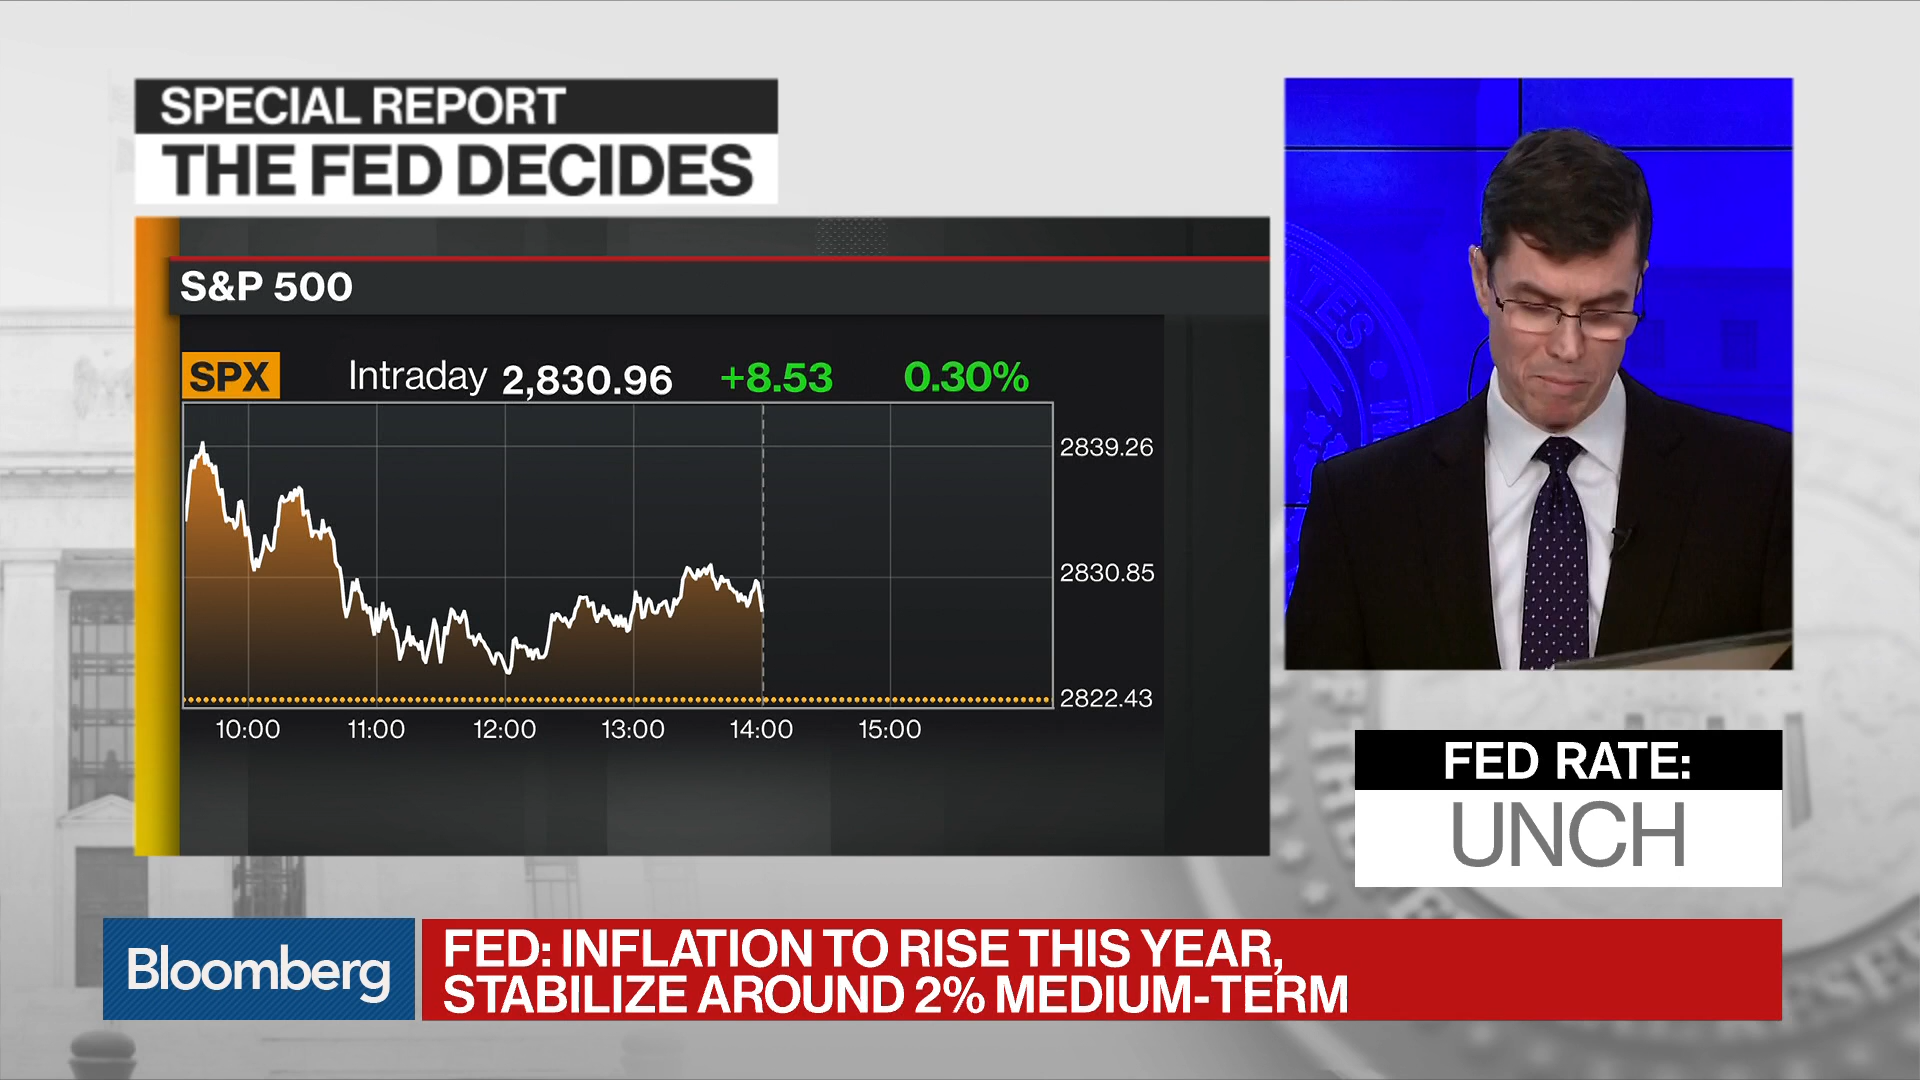 SPECIAL REPORT
THE FED DECIDES
S&P 500
SPX Intraday 2,830.96 +8.53 0.30%
2839.26
2830.85
2822.43
10:00 11:00 12:00 13:00 14:00 15:00
FED RATE:
UNCH
Bloomberg
FED: INFLATION TO RISE THIS YEAR,
STABILIZE AROUND 2% MEDIUM-TERM